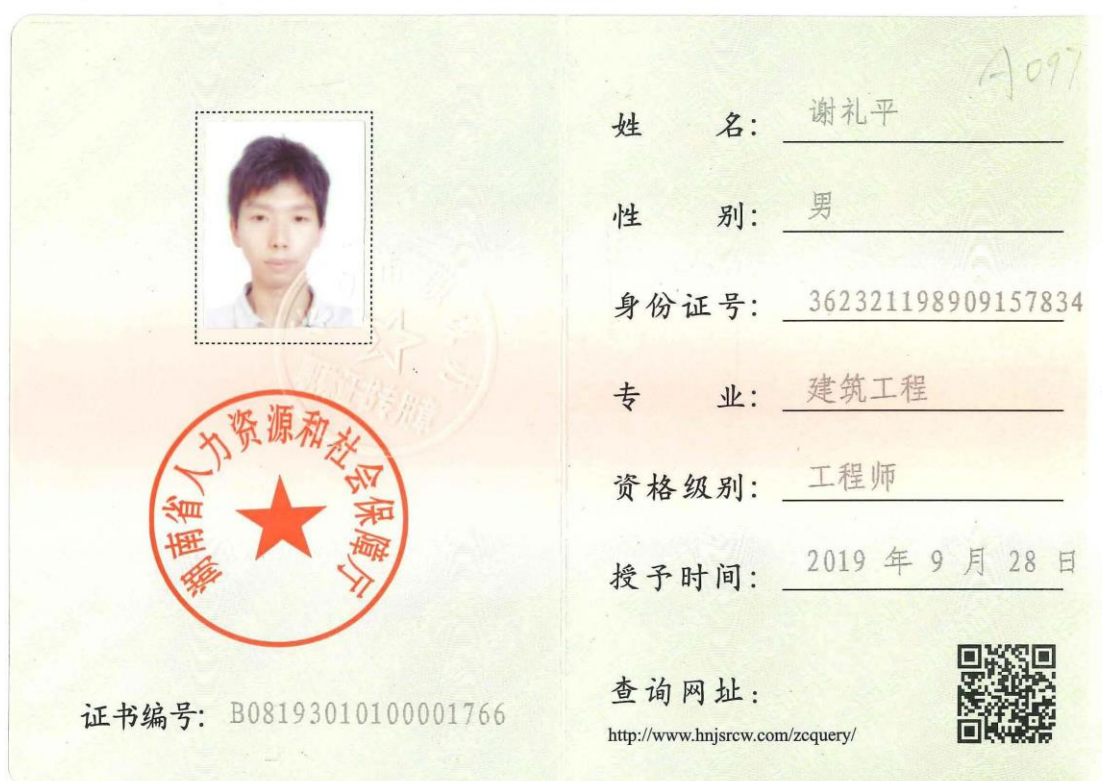 A097
姓名：谢礼平
性别：男
身份证号：362321198909157834
专业：建筑工程
资格级别：工程师
授予时间：2019 年 9 月 28 日
湖南省人力资源和社会保障厅
证书编号：B08193010100001766
查询网址：
http://www.hnjsrcw.com/zcquery/